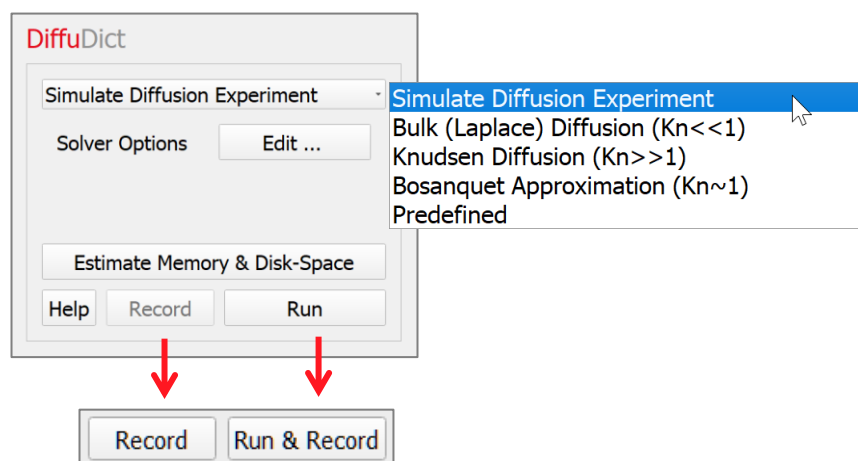 DiffuDict
Simulate Diffusion Experiment
Simulate Diffusion Experiment
Bulk (Laplace) Diffusion (Kn<<1)
Knudsen Diffusion (Kn>>1)
Bosanquet Approximation (Kn~1)
Predefined
Solver Options
Edit ...
Estimate Memory & Disk-Space
Help
Record
Run
Record
Run & Record